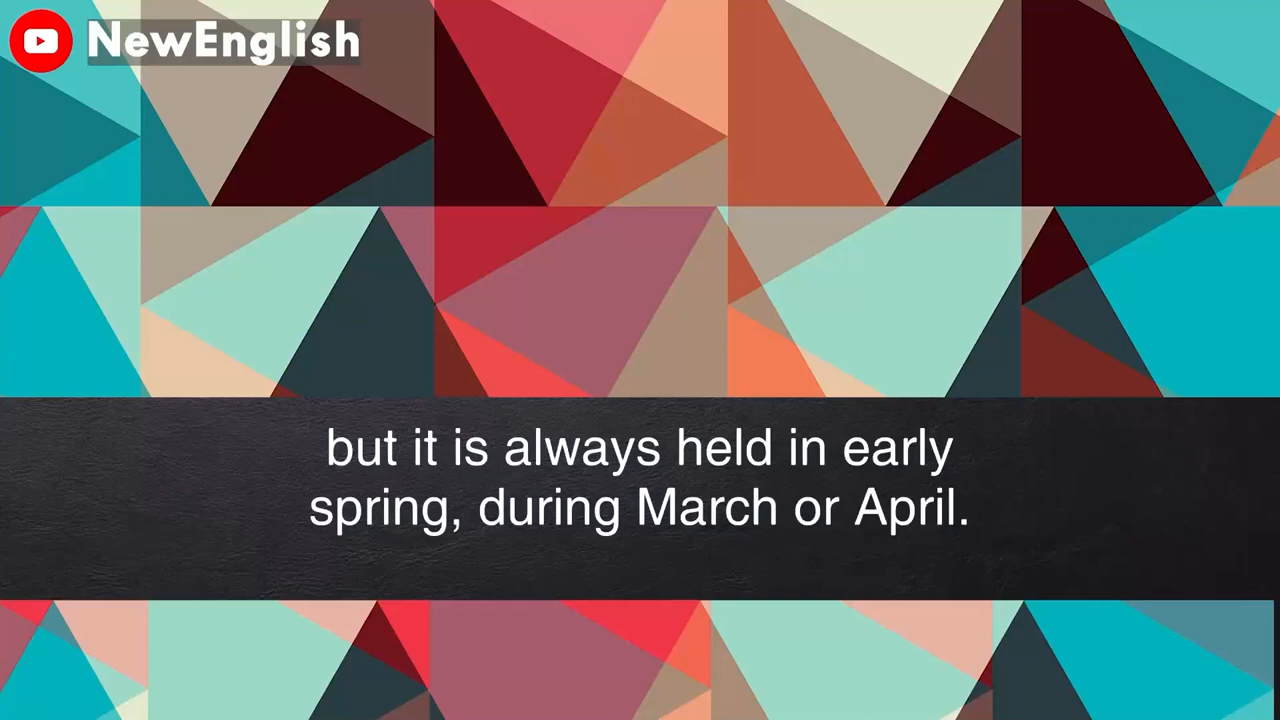 NewEnglish
but it is always held in early
spring, during March or April.